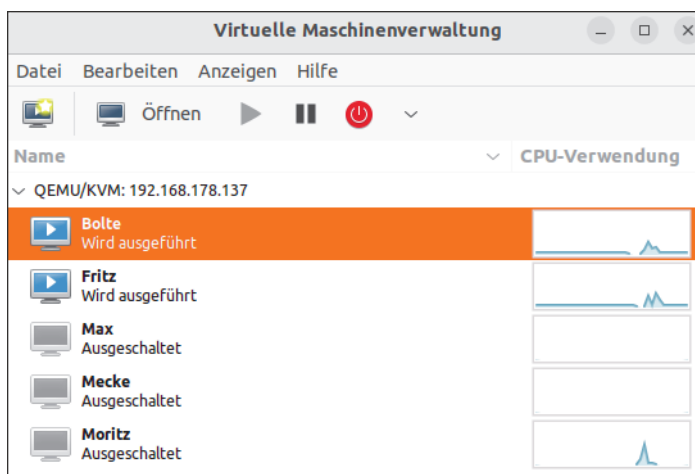 Virtuelle Maschinenverwaltung
Datei Bearbeiten Anzeigen Hilfe
Öffnen
Name CPU-Verwendung
QEMU/KVM: 192.168.178.137
Bolte
Wird ausgeführt
Fritz
Wird ausgeführt
Max
Ausgeschaltet
Mecke
Ausgeschaltet
Moritz
Ausgeschaltet